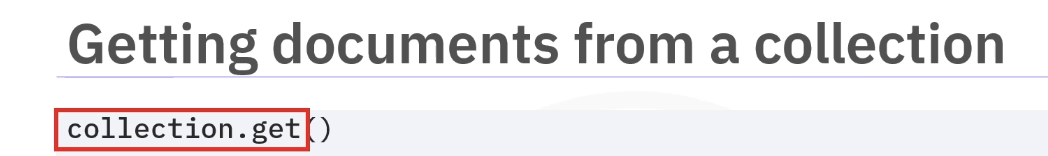 Getting documents from a collection
collection.get()